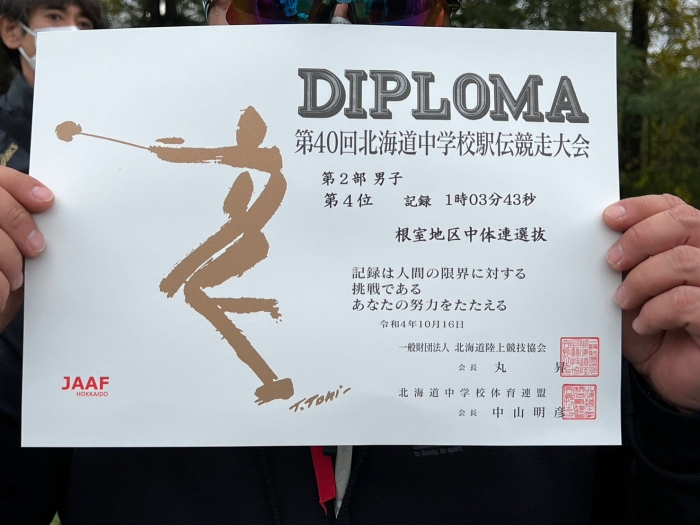 DIPLOMA
第40回北海道中学校駅伝競走大会
第2部 男子
第4位 記録 1時03分43秒
根室地区中体連選抜
記録は人間の限界に対する
挑戦である
あなたの努力をたたえる
令和4年10月16日
一般財団法人 北海道陸上競技協会
会長 丸 昇
北海道中学校体育連盟
会長 中山明彦
T.Tomi
JAAF
HOKKAIDO